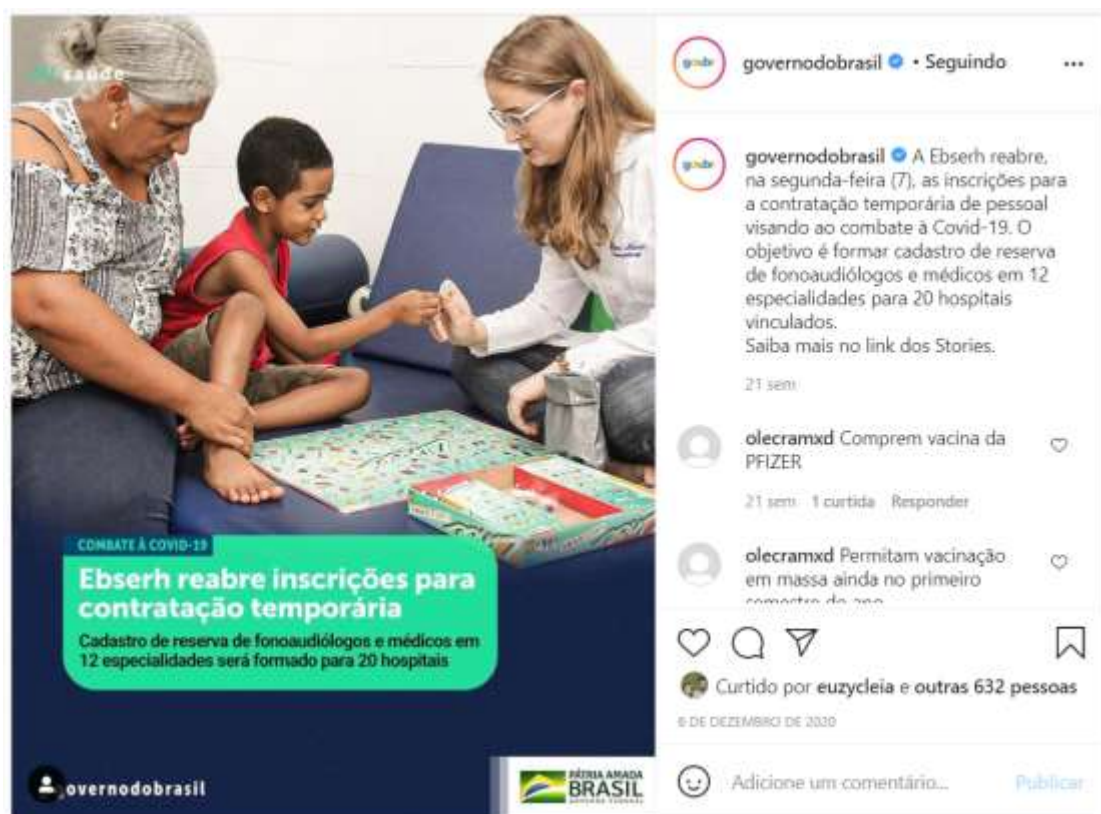 saúde
COMBATE À COVID-19
Ebserh reabre inscrições para
contratação temporária
Cadastro de reserva de fonoaudiólogos e médicos em
12 especialidades será formado para 20 hospitais
overnodobrasil
PÁTRIA AMADA
BRASIL
GOVERNO FEDERAL
govbr
governodobrasil • Seguindo
govbr
governodobrasil A Ebserh reabre,
na segunda-feira (7), as inscrições para
a contratação temporária de pessoal
visando ao combate à Covid-19. O
objetivo é formar cadastro de reserva
de fonoaudiólogos e médicos em 12
especialidades para 20 hospitais
vinculados.
Saiba mais no link dos Stories.
21 sem
olecramxd Comprem vacina da
PFIZER
21 sem 1 curtida Responder
olecramxd Permitam vacinação
em massa ainda no primeiro
semestre do ano
Curtido por euzycleia e outras 632 pessoas
6 DE DEZEMBRO DE 2020
Adicione um comentário... Publicar